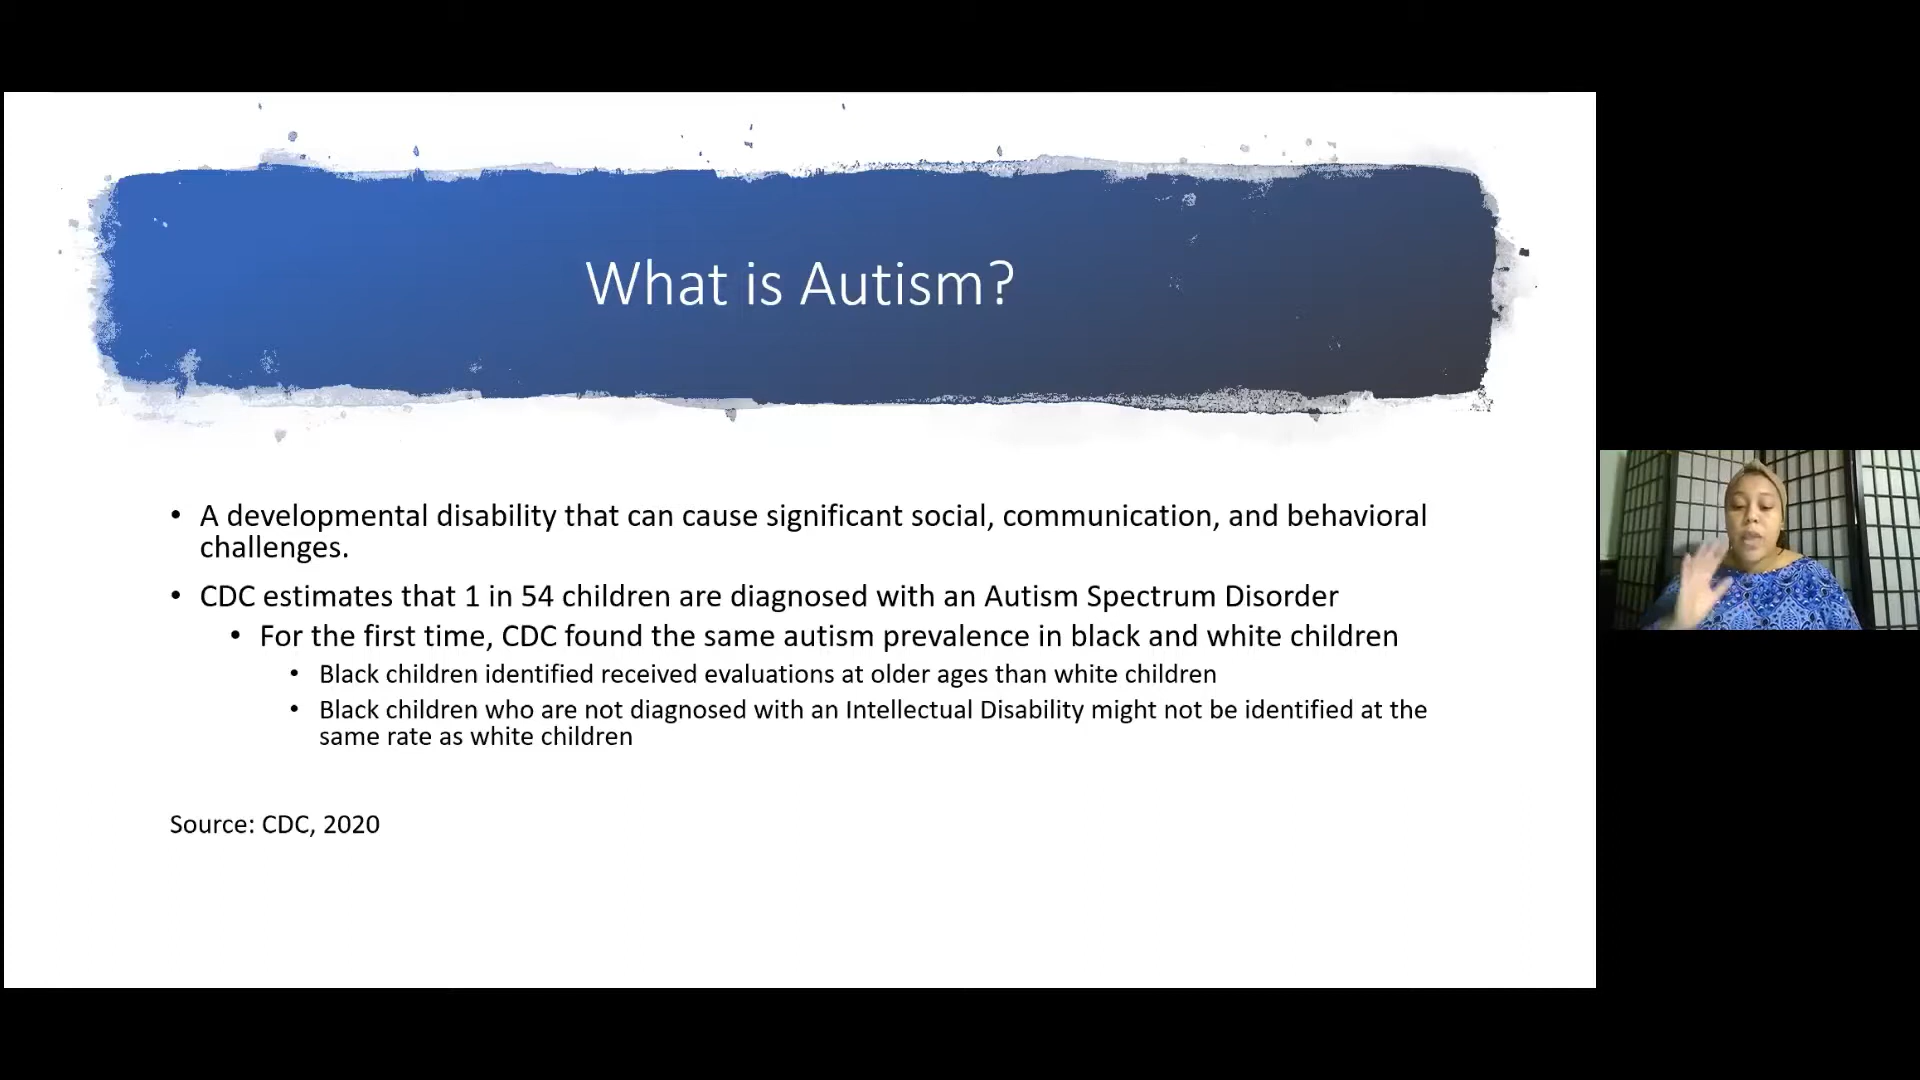 What is Autism?
• A developmental disability that can cause significant social, communication, and behavioral
challenges.
• CDC estimates that 1 in 54 children are diagnosed with an Autism Spectrum Disorder
• For the first time, CDC found the same autism prevalence in black and white children
• Black children identified received evaluations at older ages than white children
• Black children who are not diagnosed with an Intellectual Disability might not be identified at the
same rate as white children
Source: CDC, 2020